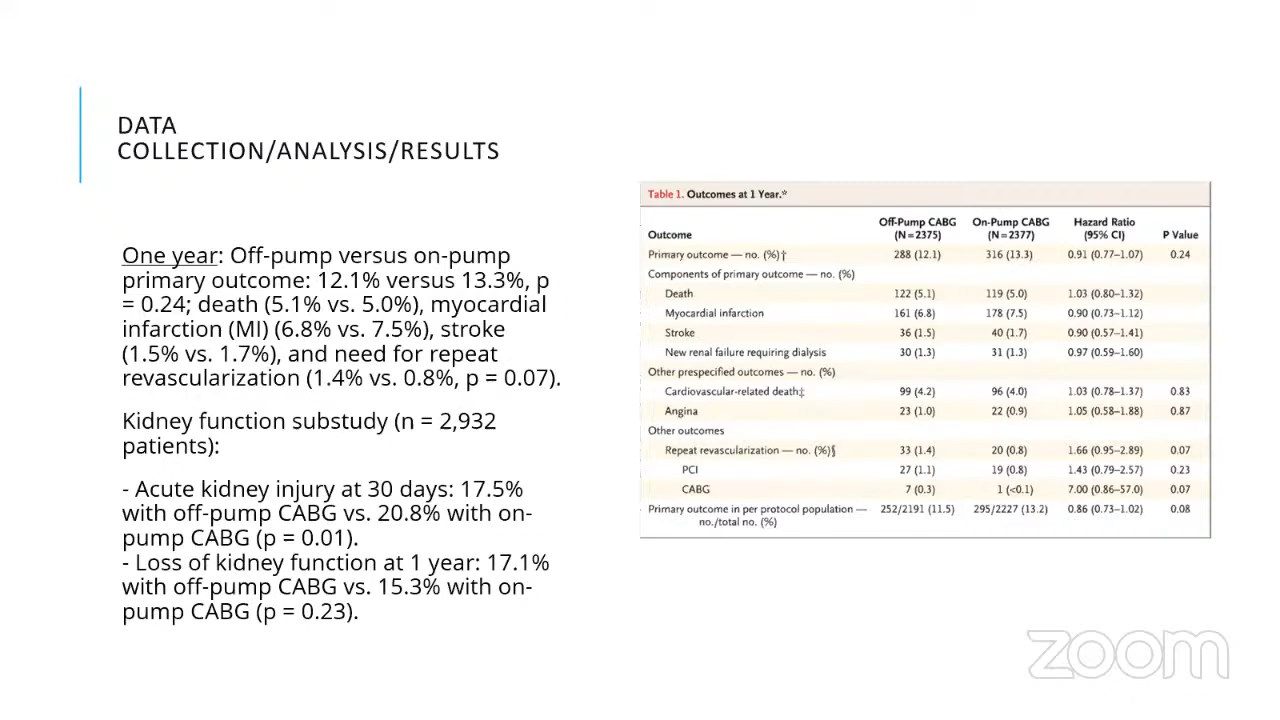 DATA
COLLECTION/ANALYSIS/RESULTS
One year: Off-pump versus on-pump
primary outcome: 12.1% versus 13.3%, p
= 0.24; death (5.1% vs. 5.0%), myocardial
infarction (MI) (6.8% vs. 7.5%), stroke
(1.5% vs. 1.7%), and need for repeat
revascularization (1.4% vs. 0.8%, p = 0.07).
Kidney function substudy (n = 2,932
patients):
- Acute kidney injury at 30 days: 17.5%
with off-pump CABG vs. 20.8% with on-
pump CABG (p = 0.01).
- Loss of kidney function at 1 year: 17.1%
with off-pump CABG vs. 15.3% with on-
pump CABG (p = 0.23).
Table 1. Outcomes at 1 Year.*
Off-Pump CABG On-Pump CABG Hazard Ratio
Outcome (N=2375) (N=2377) (95% CI) P Value
Primary outcome — no. (%)† 288 (12.1) 316 (13.3) 0.91 (0.77–1.07) 0.24
Components of primary outcome — no. (%)
Death 122 (5.1) 119 (5.0) 1.03 (0.80–1.32)
Myocardial infarction 161 (6.8) 178 (7.5) 0.90 (0.73–1.12)
Stroke 36 (1.5) 40 (1.7) 0.90 (0.57–1.41)
New renal failure requiring dialysis 30 (1.3) 31 (1.3) 0.97 (0.59–1.60)
Other prespecified outcomes — no. (%)
Cardiovascular-related death‡ 99 (4.2) 96 (4.0) 1.03 (0.78–1.37) 0.83
Angina 23 (1.0) 22 (0.9) 1.05 (0.58–1.88) 0.87
Other outcomes
Repeat revascularization — no. (%)§ 33 (1.4) 20 (0.8) 1.66 (0.95–2.89) 0.07
PCI 27 (1.1) 19 (0.8) 1.43 (0.79–2.57) 0.23
CABG 7 (0.3) 1 (<0.1) 7.00 (0.86–57.0) 0.07
Primary outcome in per protocol population — 252/2191 (11.5) 295/2227 (13.2) 0.86 (0.73–1.02) 0.08
no./total no. (%)
zoom